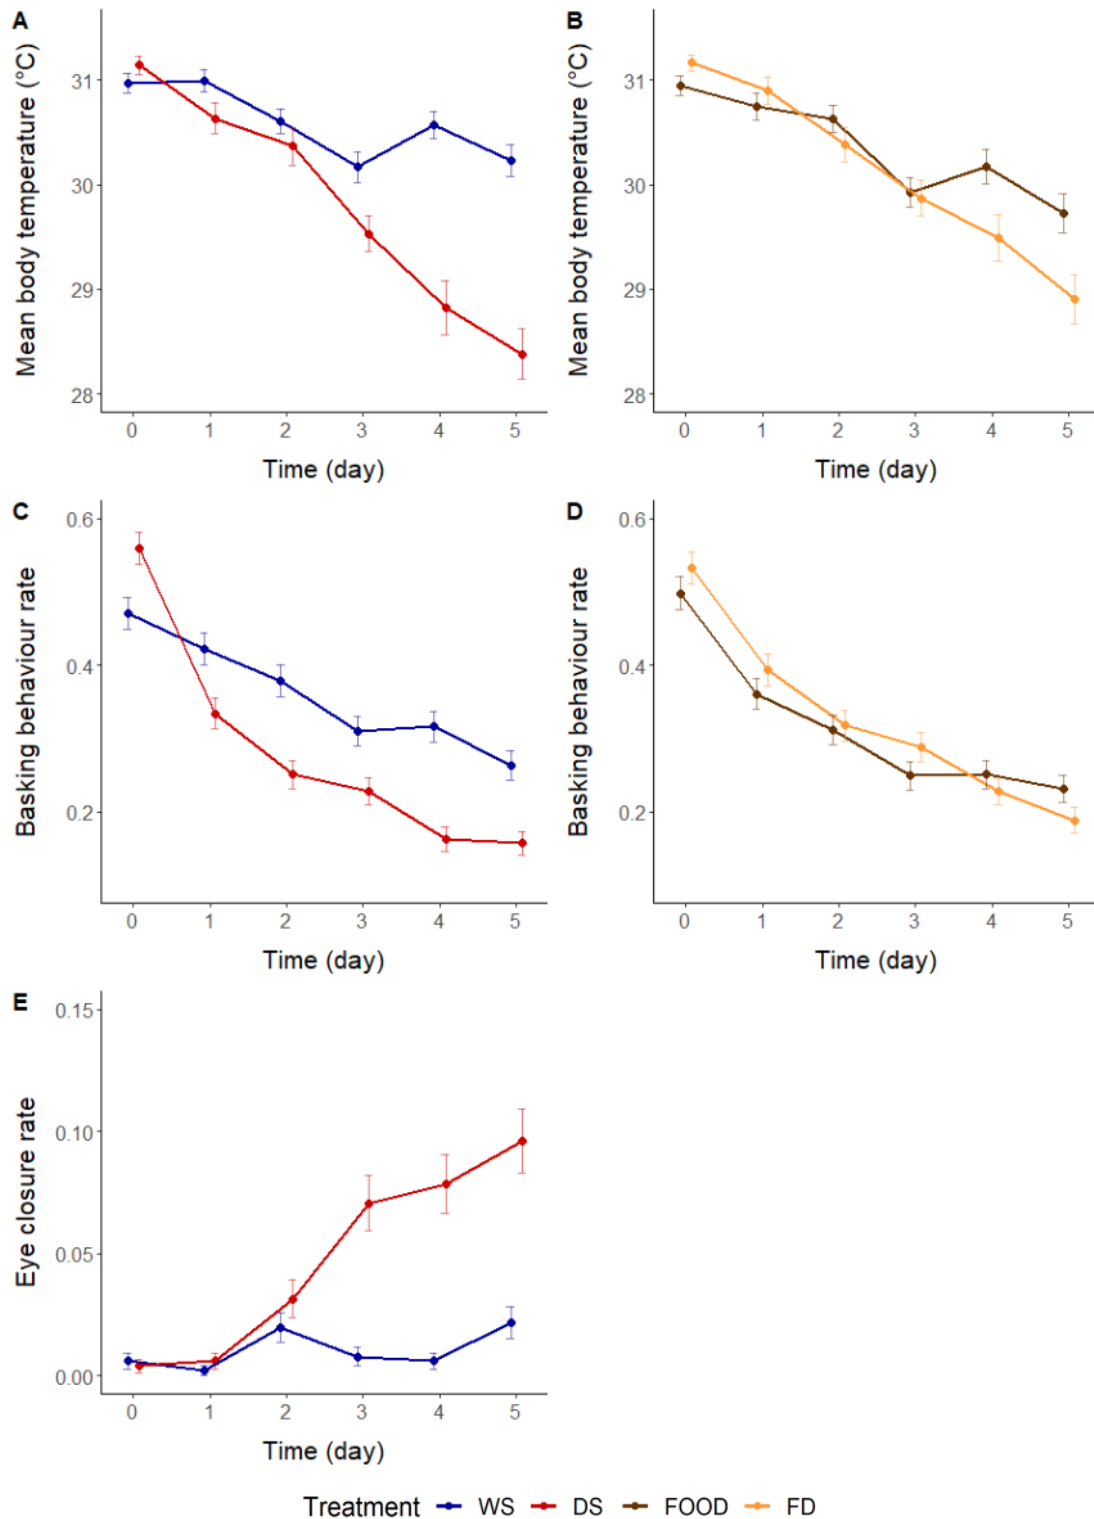 A
Mean body temperature (°C)
31
30
29
28
0 1 2 3 4 5
Time (day)
B
Mean body temperature (°C)
31
30
29
28
0 1 2 3 4 5
Time (day)
C
Basking behaviour rate
0.6
0.4
0.2
0 1 2 3 4 5
Time (day)
D
Basking behaviour rate
0.6
0.4
0.2
0 1 2 3 4 5
Time (day)
E
Eye closure rate
0.15
0.10
0.05
0.00
0 1 2 3 4 5
Time (day)
Treatment WS DS FOOD FD